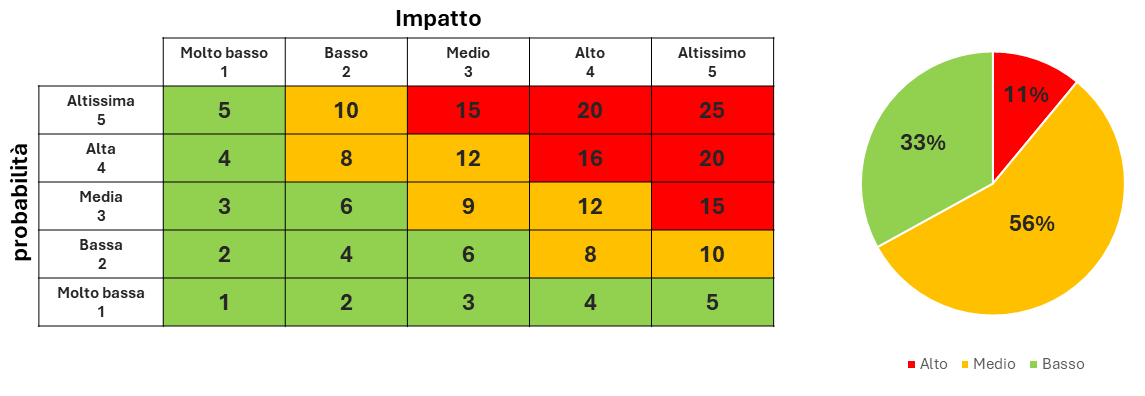 Impatto
Molto basso Basso Medio Alto Altissimo
1 2 3 4 5
probabilità
Altissima
5
5 10 15 20 25
Alta
4
4 8 12 16 20
Media
3
3 6 9 12 15
Bassa
2
2 4 6 8 10
Molto bassa
1
1 2 3 4 5
11%
33%
56%
Alto Medio Basso